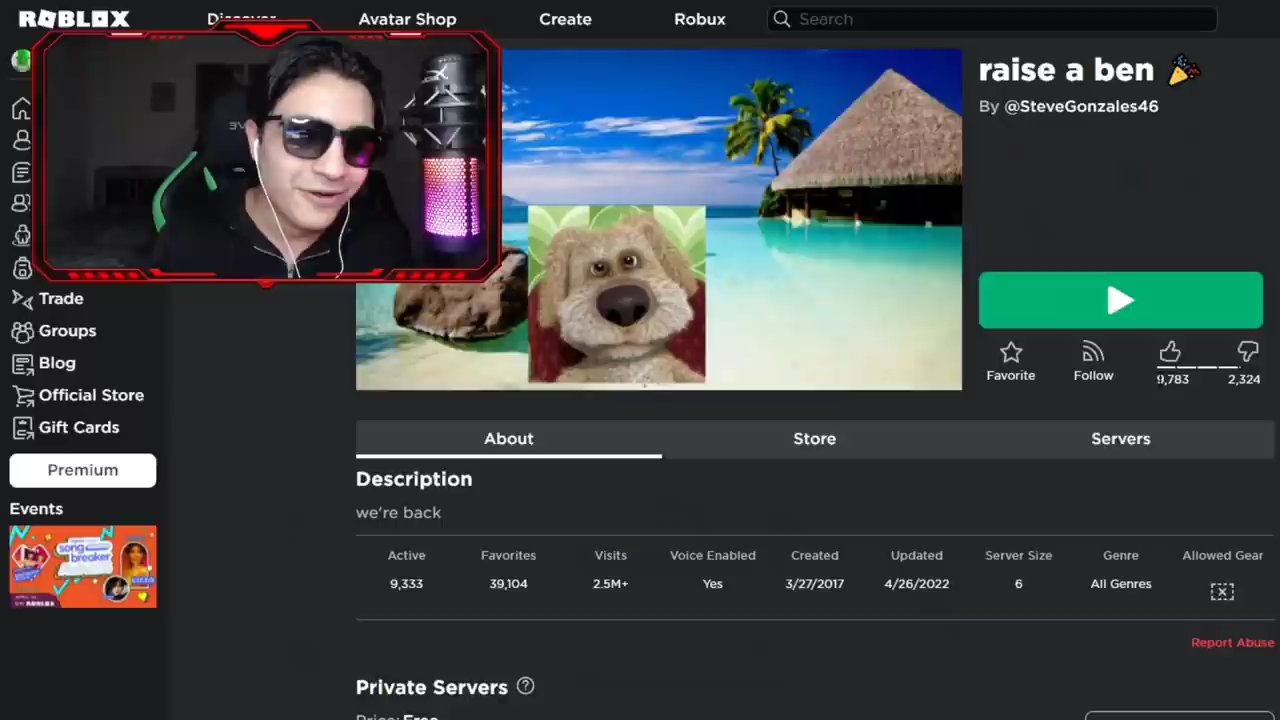 ROBLOX
Discover
Avatar Shop
Create
Robux
Search
raise a ben
By @SteveGonzales46
Trade
Groups
Blog
Official Store
Gift Cards
Premium
Events
song
breaker
Favorite
Follow
9,783
2,324
About
Store
Servers
Description
we're back
Active
Favorites
Visits
Voice Enabled
Created
Updated
Server Size
Genre
Allowed Gear
9,333
39,104
2.5M+
Yes
3/27/2017
4/26/2022
6
All Genres
Report Abuse
Private Servers
Price: Free